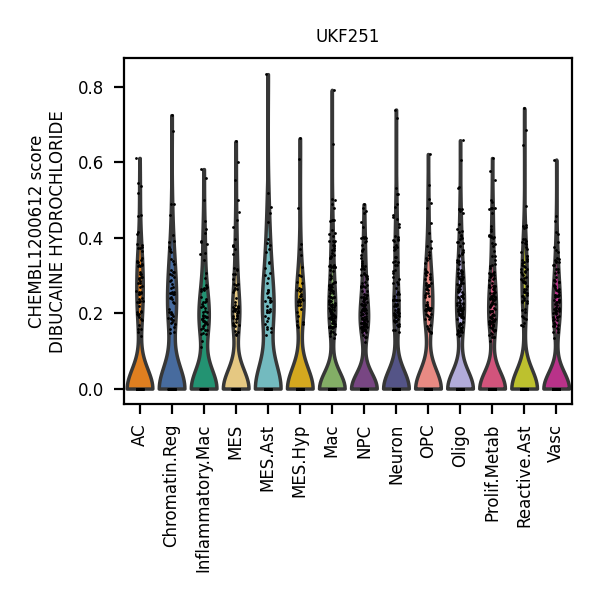 UKF251
CHEMBL1200612 score
DIBUCAINE HYDROCHLORIDE
0.8
0.6
0.4
0.2
0.0
AC
Chromatin.Reg
Inflammatory.Mac
MES
MES.Ast
MES.Hyp
Mac
NPC
Neuron
OPC
Oligo
Prolif.Metab
Reactive.Ast
Vasc